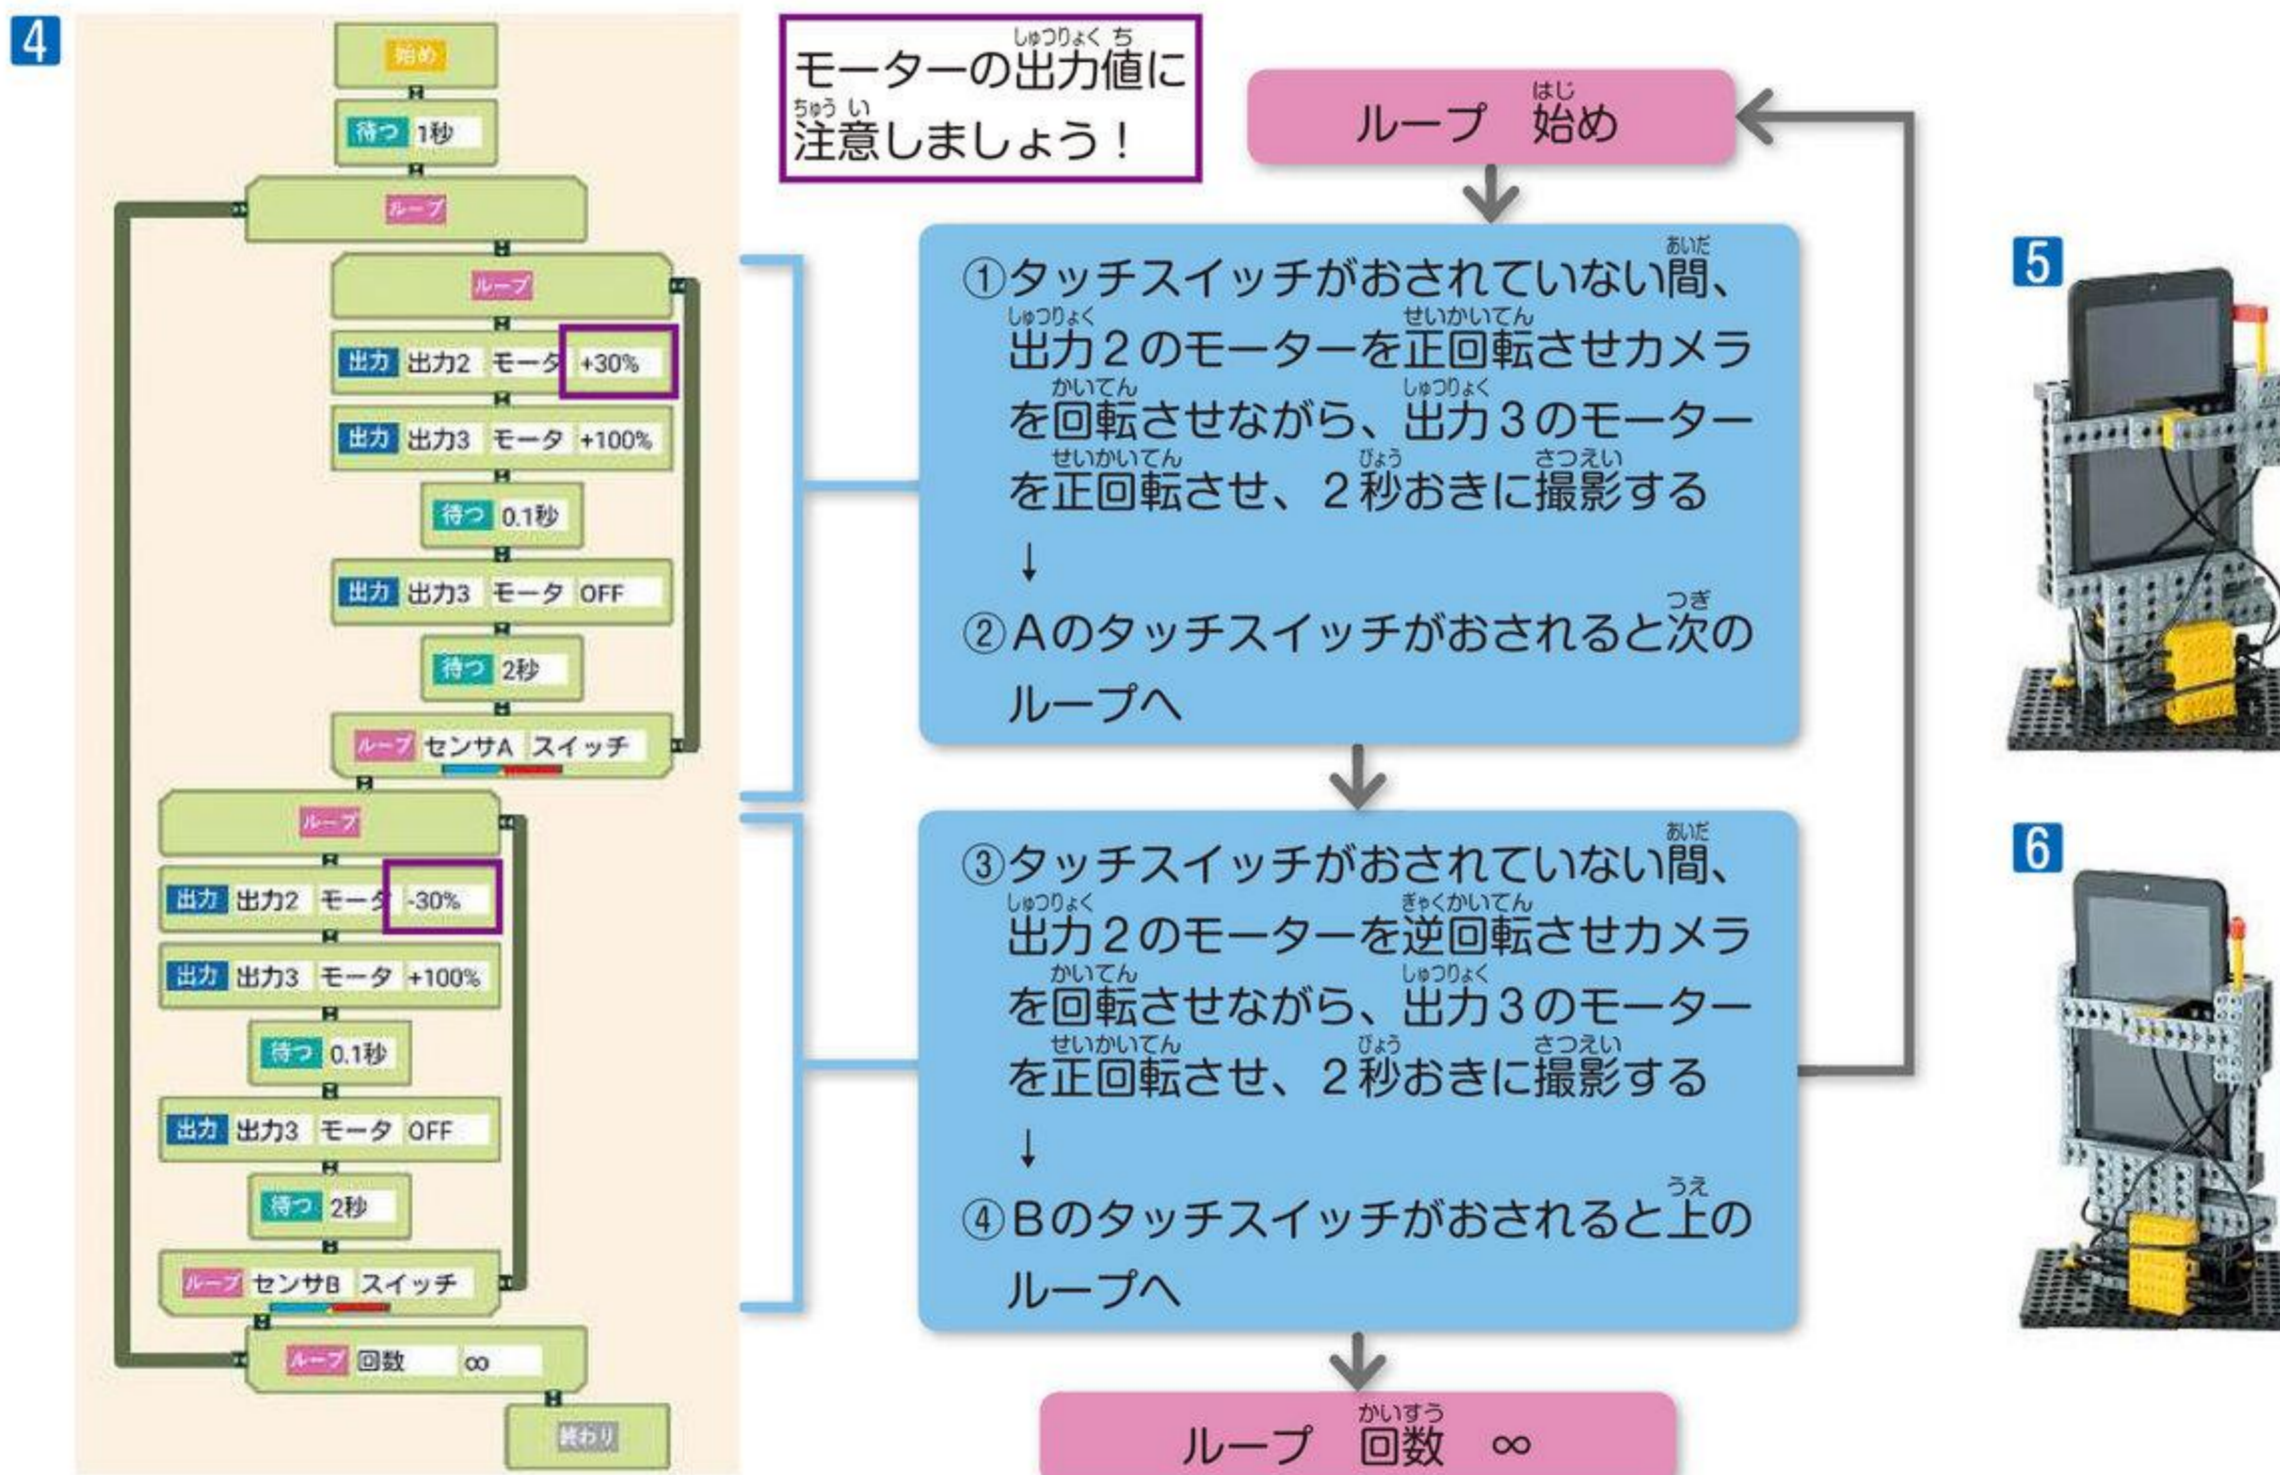 4
始め
待つ 1秒
ループ
ループ
出力 出力2 モータ +30%
出力 出力3 モータ +100%
待つ 0.1秒
出力 出力3 モータ OFF
待つ 2秒
ループ センサA スイッチ
ループ
出力 出力2 モータ -30%
出力 出力3 モータ +100%
待つ 0.1秒
出力 出力3 モータ OFF
待つ 2秒
ループ センサB スイッチ
ループ 回数 ∞
終わり
しゅつりょく ち
モーターの出力値に
ちゅう い
注意しましょう！
はじ
ループ 始め
あいだ
①タッチスイッチがおされていない間、
しゅつりょく せいかいてん
出力2のモーターを正回転させカメラ
かいてん しゅつりょく
を回転させながら、出力3のモーター
せいかいてん びょう さつえい
を正回転させ、2秒おきに撮影する
↓
つぎ
②Aのタッチスイッチがおされると次の
ループへ
あいだ
③タッチスイッチがおされていない間、
しゅつりょく ぎゃくかいてん
出力2のモーターを逆回転させカメラ
かいてん しゅつりょく
を回転させながら、出力3のモーター
せいかいてん びょう さつえい
を正回転させ、2秒おきに撮影する
↓
うえ
④Bのタッチスイッチがおされると上の
ループへ
かいすう
ループ 回数 ∞
5
6